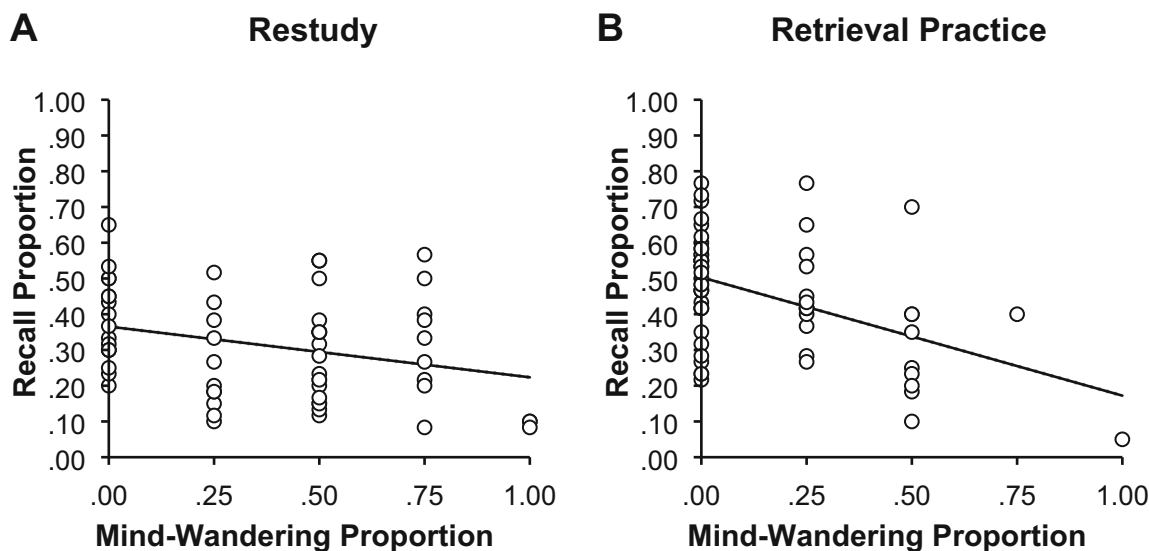 A Restudy
1.00
.90
.80
.70
.60
.50
.40
.30
.20
.10
.00
Recall Proportion
.00 .25 .50 .75 1.00
Mind-Wandering Proportion
B Retrieval Practice
1.00
.90
.80
.70
.60
.50
.40
.30
.20
.10
.00
Recall Proportion
.00 .25 .50 .75 1.00
Mind-Wandering Proportion